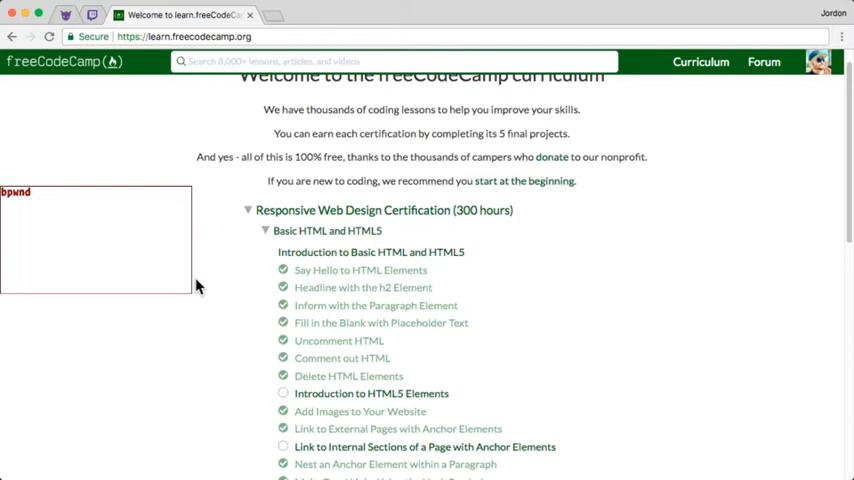 Welcome to learn.freeCodeCa
Jordon
Secure
https://learn.freecodecamp.org
freeCodeCamp
Search 8,000+ lessons, articles, and videos
Curriculum
Forum
Welcome to the freeCodeCamp curriculum
We have thousands of coding lessons to help you improve your skills.
You can earn each certification by completing its 5 final projects.
And yes - all of this is 100% free, thanks to the thousands of campers who donate to our nonprofit.
If you are new to coding, we recommend you start at the beginning.
bpwnd
Responsive Web Design Certification (300 hours)
Basic HTML and HTML5
Introduction to Basic HTML and HTML5
Say Hello to HTML Elements
Headline with the h2 Element
Inform with the Paragraph Element
Fill in the Blank with Placeholder Text
Uncomment HTML
Comment out HTML
Delete HTML Elements
Introduction to HTML5 Elements
Add Images to Your Website
Link to External Pages with Anchor Elements
Link to Internal Sections of a Page with Anchor Elements
Nest an Anchor Element within a Paragraph